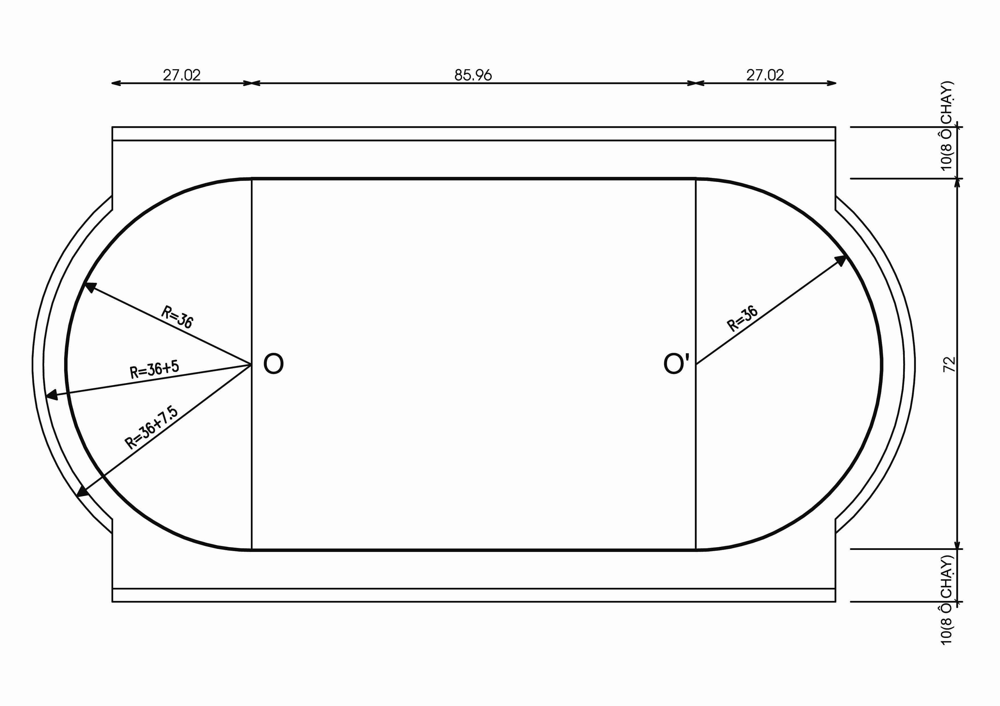 27.02
85.96
27.02
10(8 Ô CHẠY)
R=36
R=36
O
O'
R=36+5
72
R=36+7.5
10(8 Ô CHẠY)